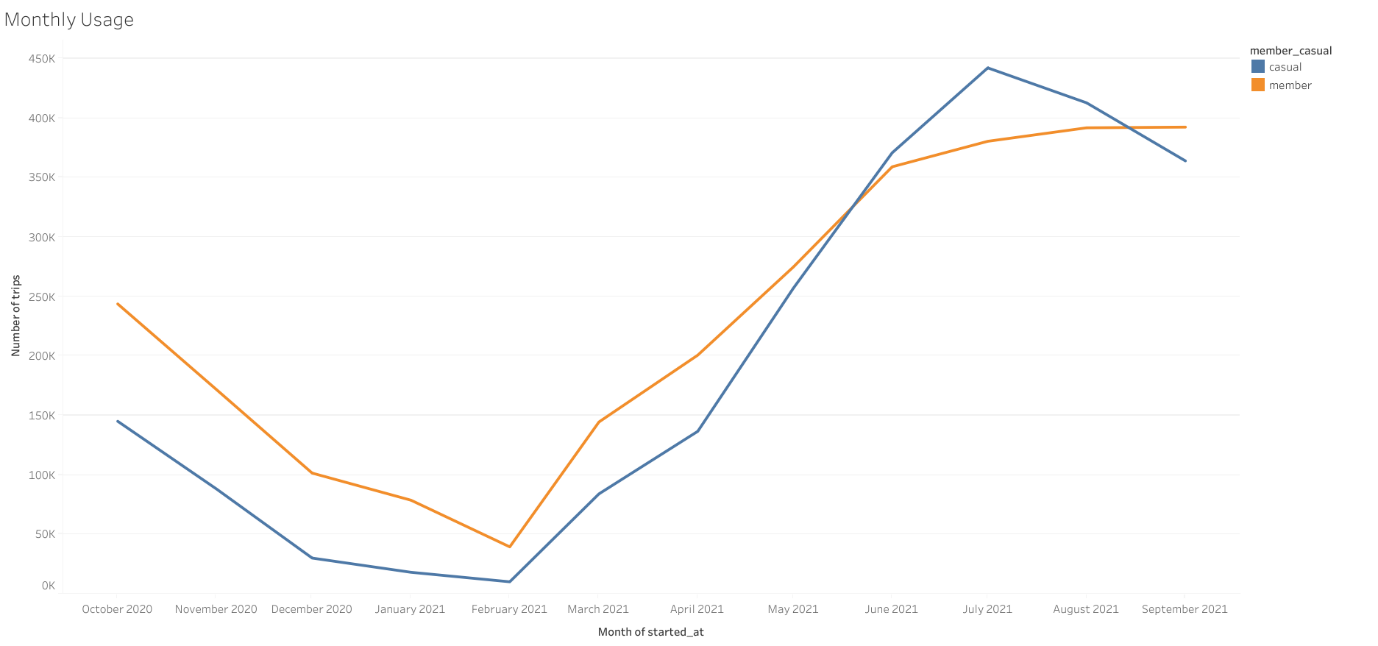 Monthly Usage
member_casual
casual
member
450K
400K
350K
300K
250K
200K
150K
100K
50K
0K
Number of trips
October 2020
November 2020
December 2020
January 2021
February 2021
March 2021
April 2021
May 2021
June 2021
July 2021
August 2021
September 2021
Month of started_at